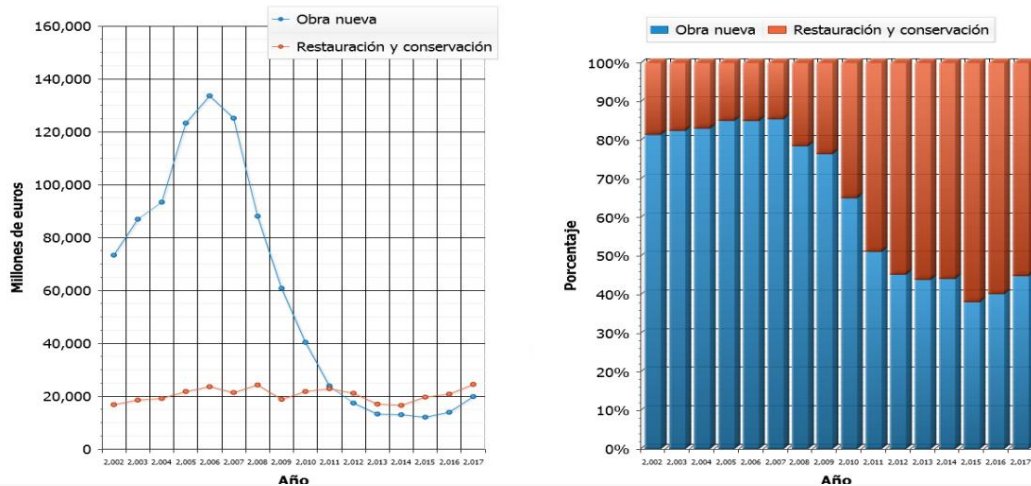 Obra nueva
Restauración y conservación
160,000
140,000
120,000
100,000
80,000
60,000
40,000
20,000
0
Millones de euros
2,002 2,003 2,004 2,005 2,006 2,007 2,008 2,009 2,010 2,011 2,012 2,013 2,014 2,015 2,016 2,017
Año
Obra nueva Restauración y conservación
100%
90%
80%
70%
60%
50%
40%
30%
20%
10%
0%
Porcentaje
2,002 2,003 2,004 2,005 2,006 2,007 2,008 2,009 2,010 2,011 2,012 2,013 2,014 2,015 2,016 2,017
Año